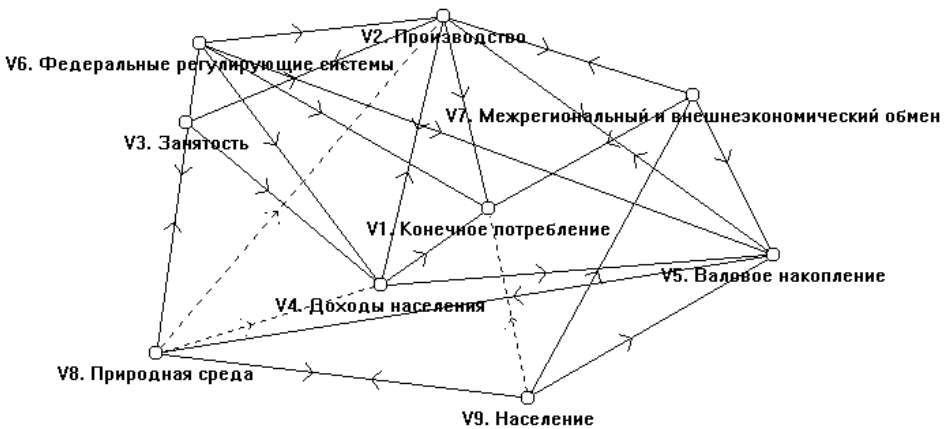 V2. Производство
V6. Федеральные регулирующие системы
V7. Межрегиональный и внешнеэкономический обмен
V3. Занятость
V1. Конечное потребление
V5. Валовое накопление
V4. Доходы населения
V8. Природная среда
V9. Население